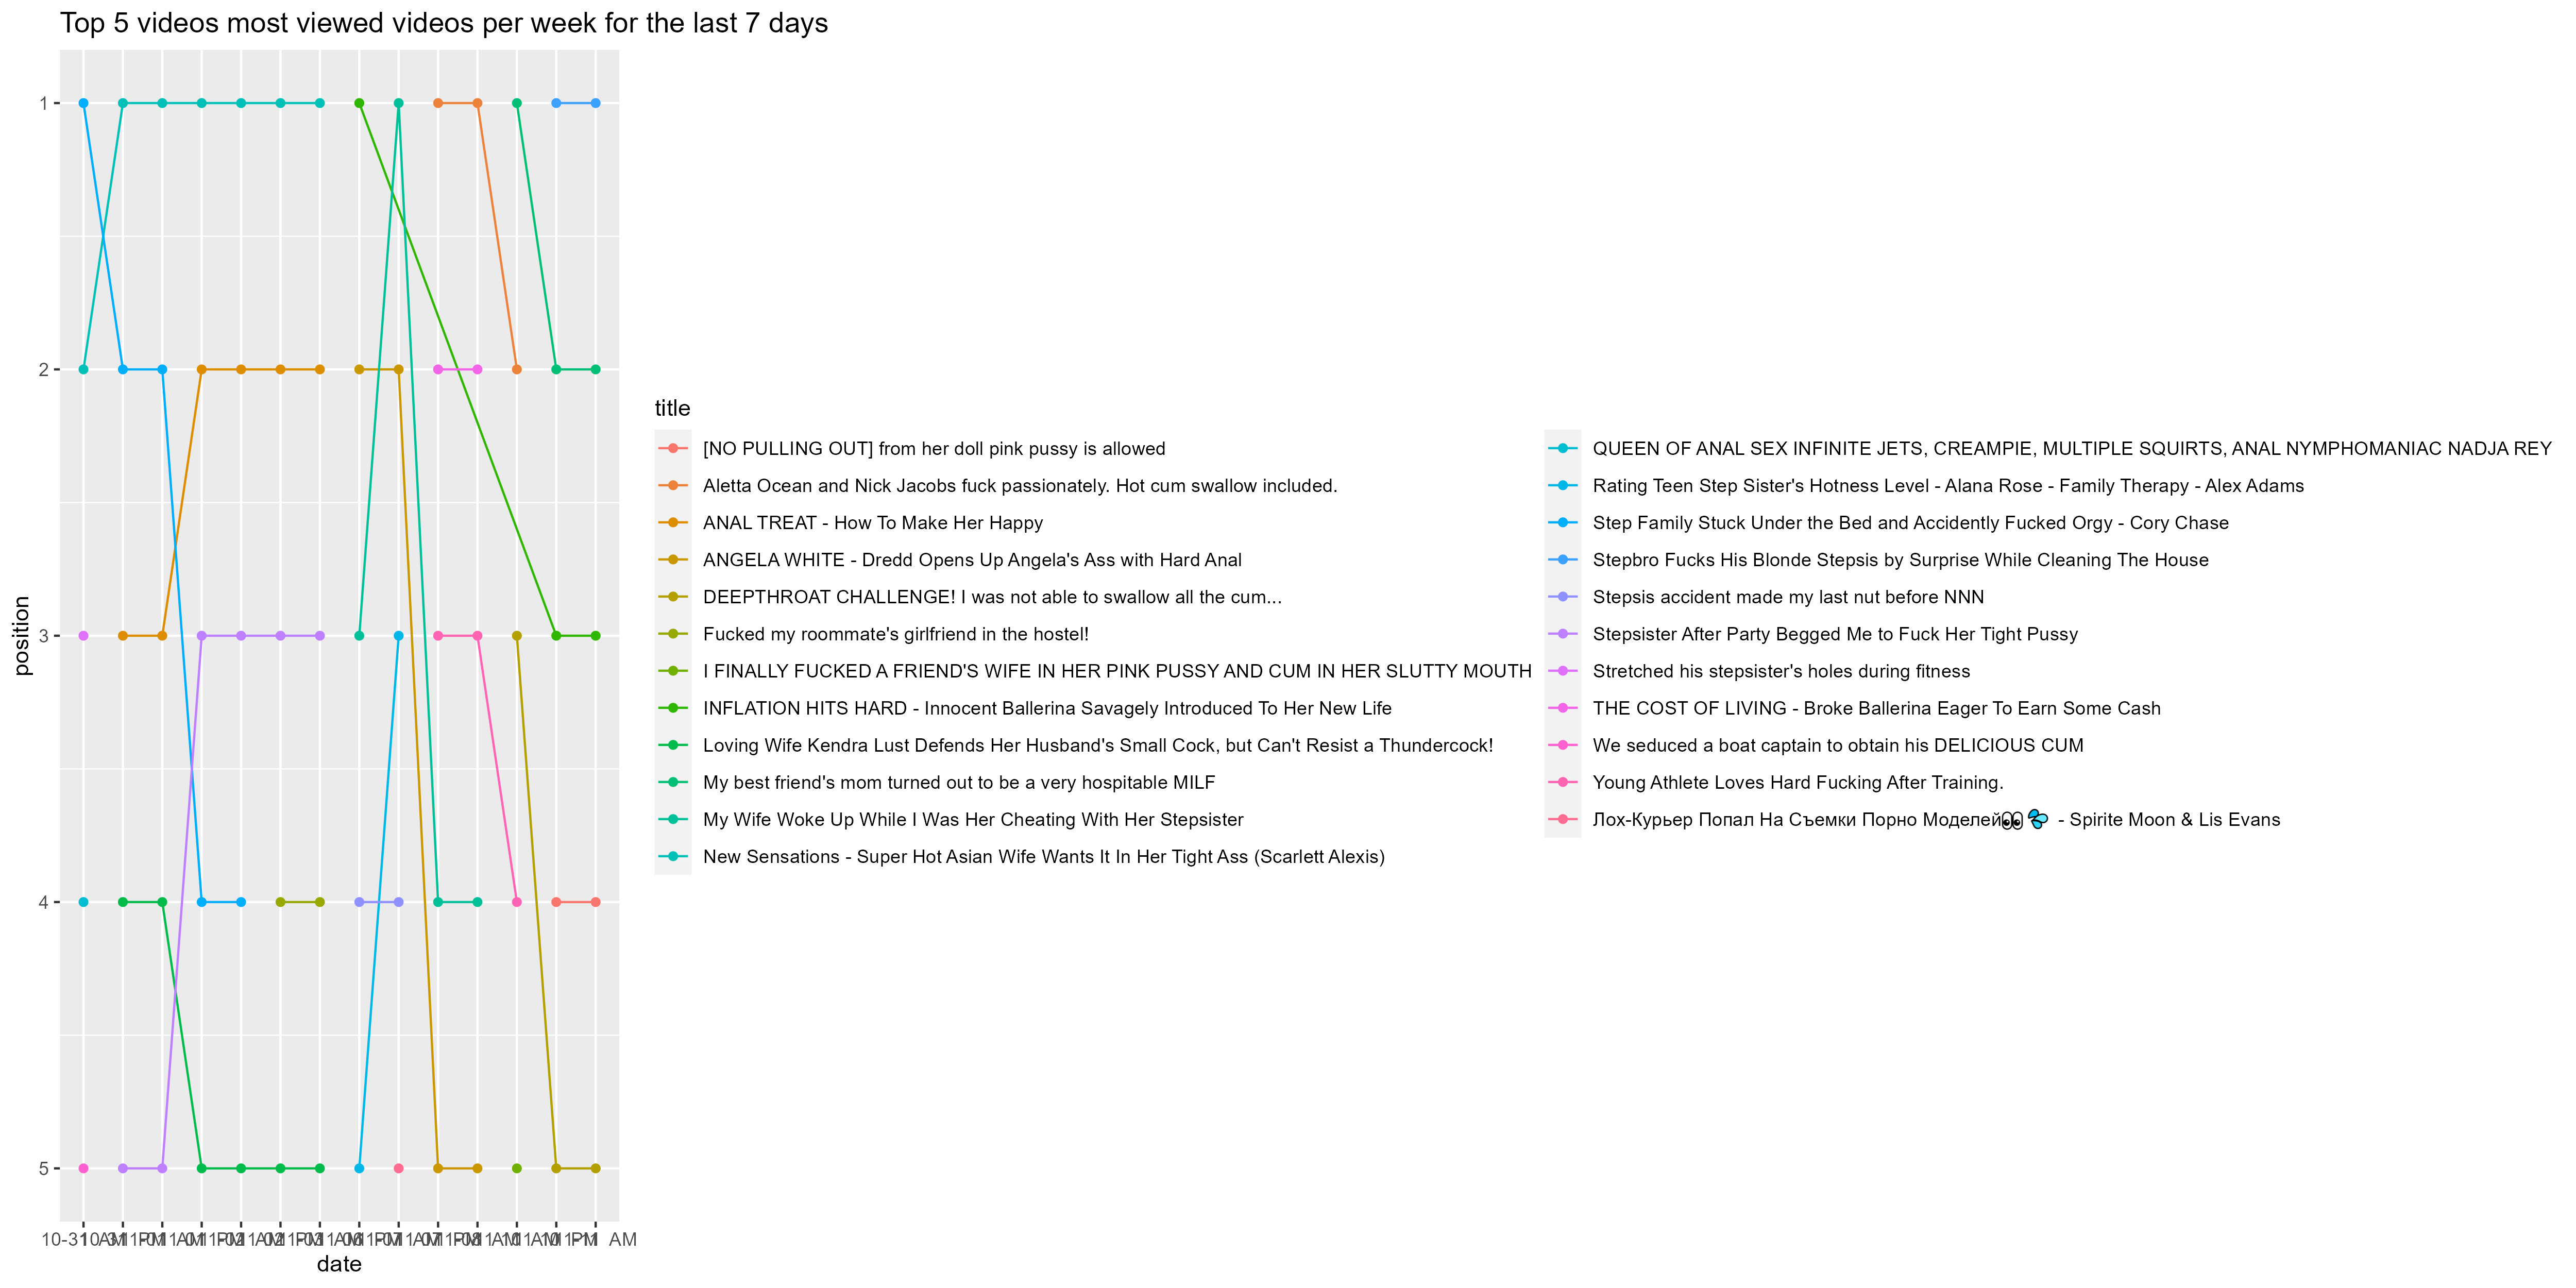 Top 5 videos most viewed videos per week for the last 7 days
1
2
3
4
5
position
date
title
[NO PULLING OUT] from her doll pink pussy is allowed
Aletta Ocean and Nick Jacobs fuck passionately. Hot cum swallow included.
ANAL TREAT - How To Make Her Happy
ANGELA WHITE - Dredd Opens Up Angela's Ass with Hard Anal
DEEPTHROAT CHALLENGE! I was not able to swallow all the cum...
Fucked my roommate's girlfriend in the hostel!
I FINALLY FUCKED A FRIEND'S WIFE IN HER PINK PUSSY AND CUM IN HER SLUTTY MOUTH
INFLATION HITS HARD - Innocent Ballerina Savagely Introduced To Her New Life
Loving Wife Kendra Lust Defends Her Husband's Small Cock, but Can't Resist a Thundercock!
My best friend's mom turned out to be a very hospitable MILF
My Wife Woke Up While I Was Her Cheating With Her Stepsister
New Sensations - Super Hot Asian Wife Wants It In Her Tight Ass (Scarlett Alexis)
QUEEN OF ANAL SEX INFINITE JETS, CREAMPIE, MULTIPLE SQUIRTS, ANAL NYMPHOMANIAC NADJA REY
Rating Teen Step Sister's Hotness Level - Alana Rose - Family Therapy - Alex Adams
Step Family Stuck Under the Bed and Accidently Fucked Orgy - Cory Chase
Stepbro Fucks His Blonde Stepsis by Surprise While Cleaning The House
Stepsis accident made my last nut before NNN
Stepsister After Party Begged Me to Fuck Her Tight Pussy
Stretched his stepsister's holes during fitness
THE COST OF LIVING - Broke Ballerina Eager To Earn Some Cash
We seduced a boat captain to obtain his DELICIOUS CUM
Young Athlete Loves Hard Fucking After Training.
Лох-Курьер Попал На Съемки Порно Моделей👀💦 - Spirite Moon & Lis Evans